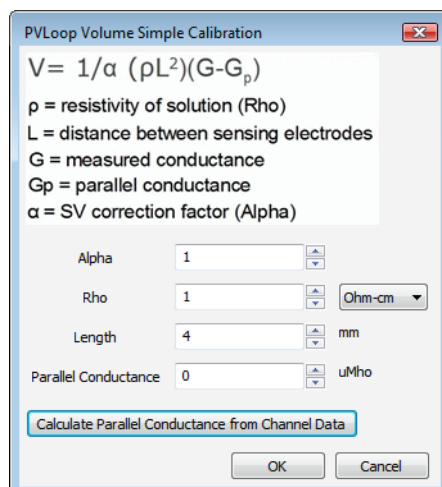 PVLoop Volume Simple Calibration
V= 1/α (ρL²)(G-Gₚ)
ρ = resistivity of solution (Rho)
L = distance between sensing electrodes
G = measured conductance
Gp = parallel conductance
α = SV correction factor (Alpha)
Alpha 1
Rho 1 Ohm-cm
Length 4 mm
Parallel Conductance 0 uMho
Calculate Parallel Conductance from Channel Data
OK Cancel